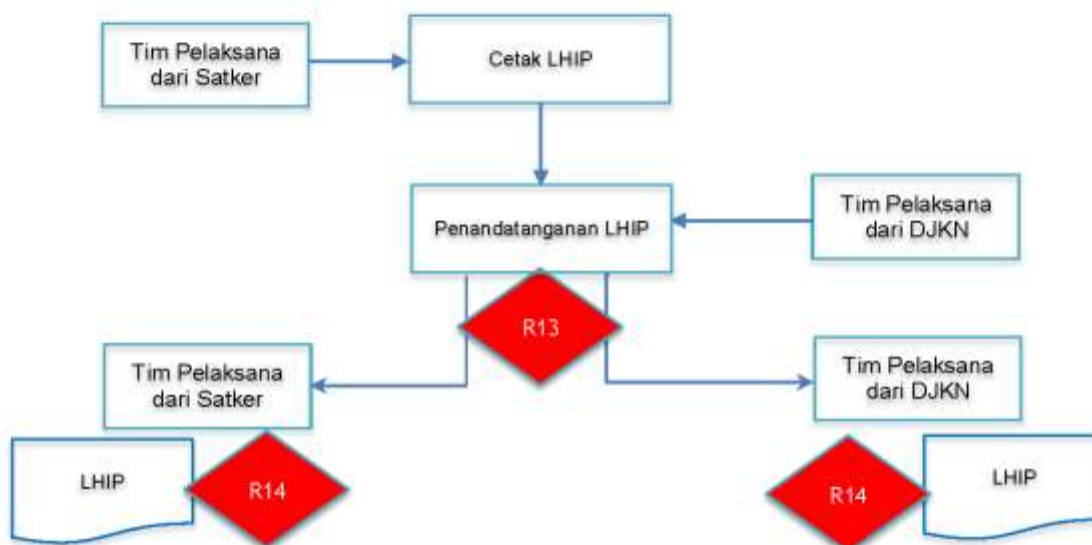 Tim Pelaksana
dari Satker
Cetak LHIP
Penandatanganan LHIP
Tim Pelaksana
dari DJKN
R13
Tim Pelaksana
dari Satker
Tim Pelaksana
dari DJKN
LHIP
R14
R14
LHIP